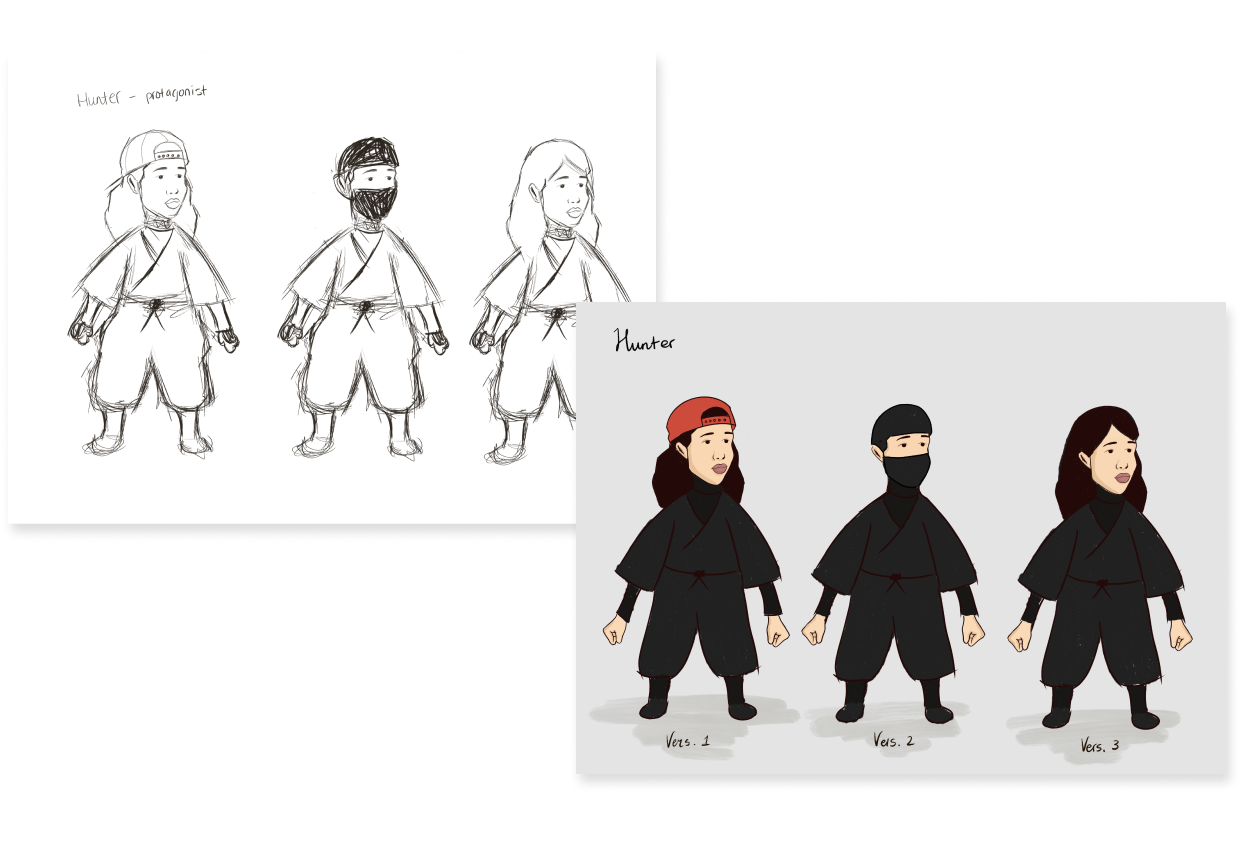 Hunter - protagonist
Hunter
Vers. 1
Vers. 2
Vers. 3